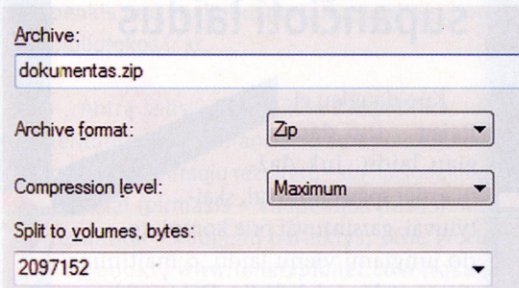 Archive:
dokumentas.zip
Archive format: Zip
Compression level: Maximum
Split to volumes, bytes:
2097152